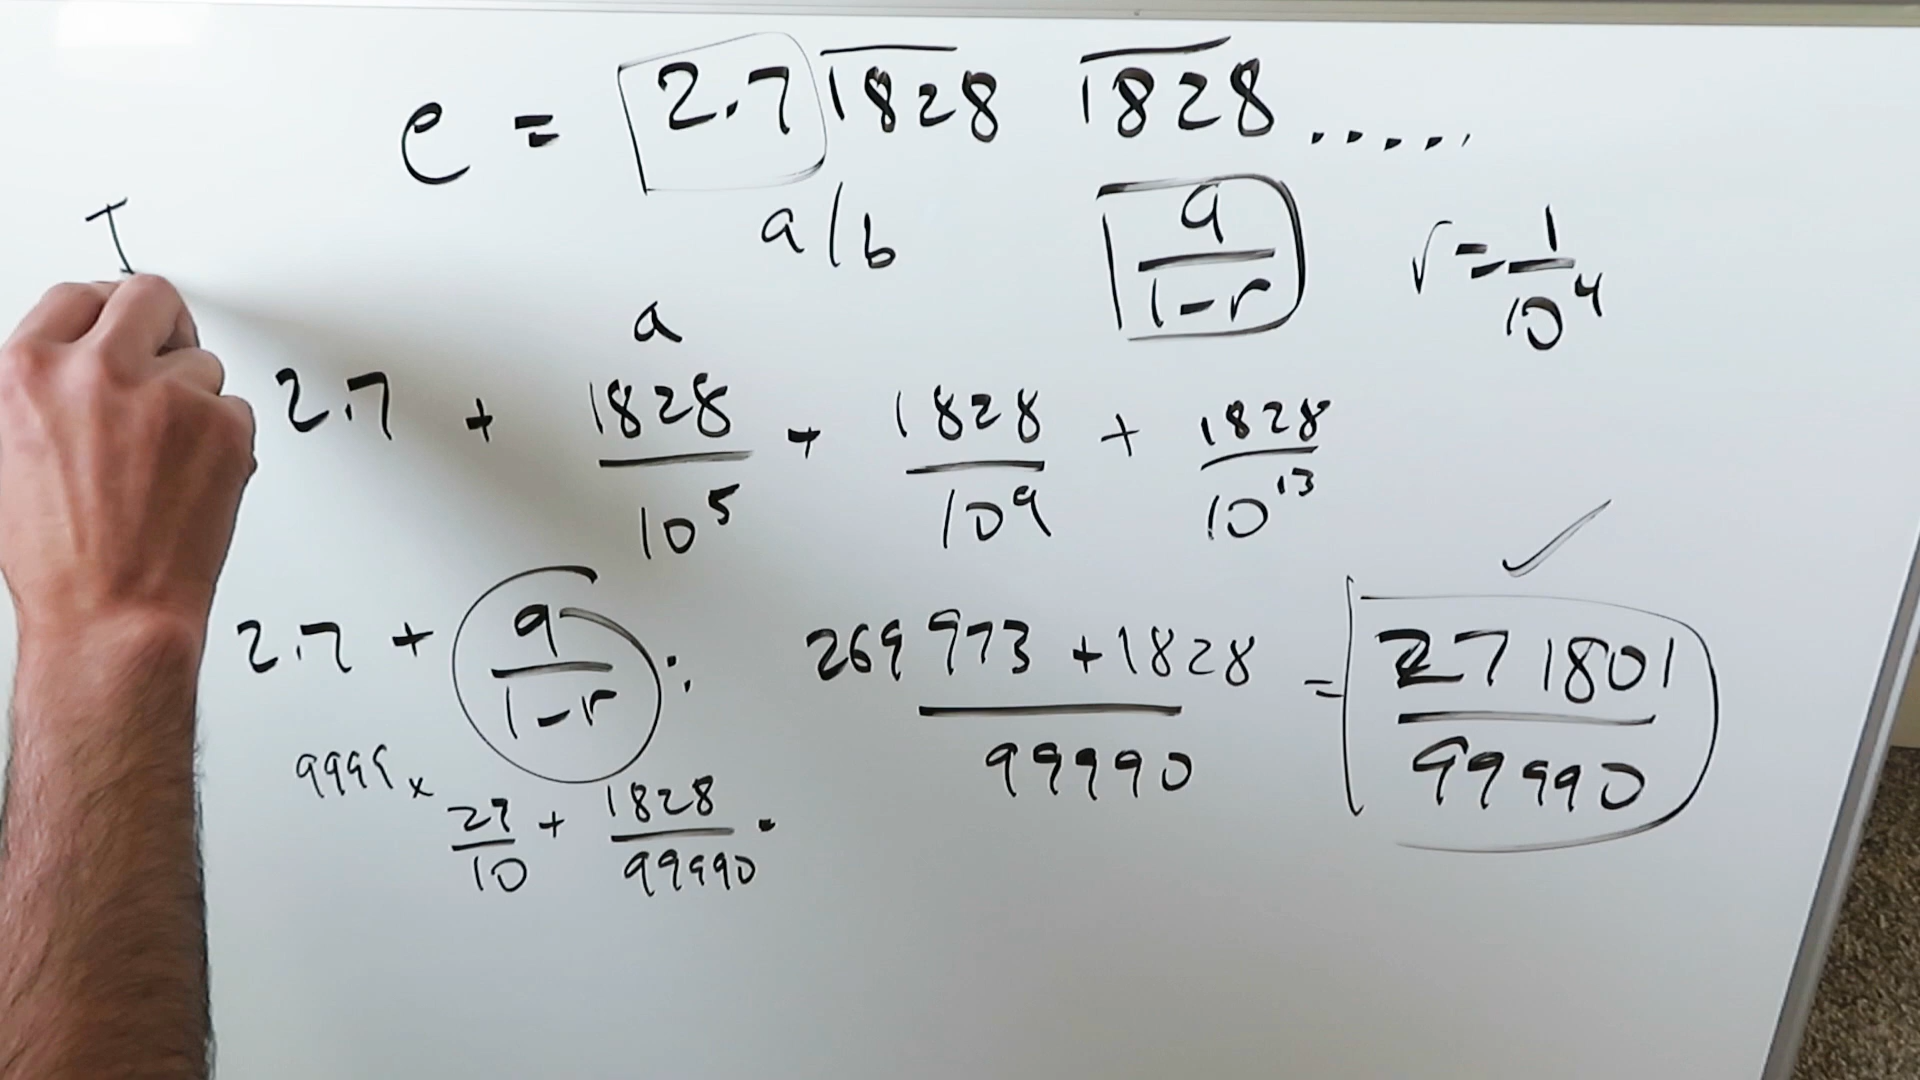 e = 2.7 1828 1828 .....
a/b a/(1-r) r = 1/10^4
I
a
2.7 + 1828/10^5 + 1828/10^9 + 1828/10^13
2.7 + a/(1-r) : (269973 + 1828)/99990 = 271801/99990 ✓
9999 x 27/10 + 1828/99990 .